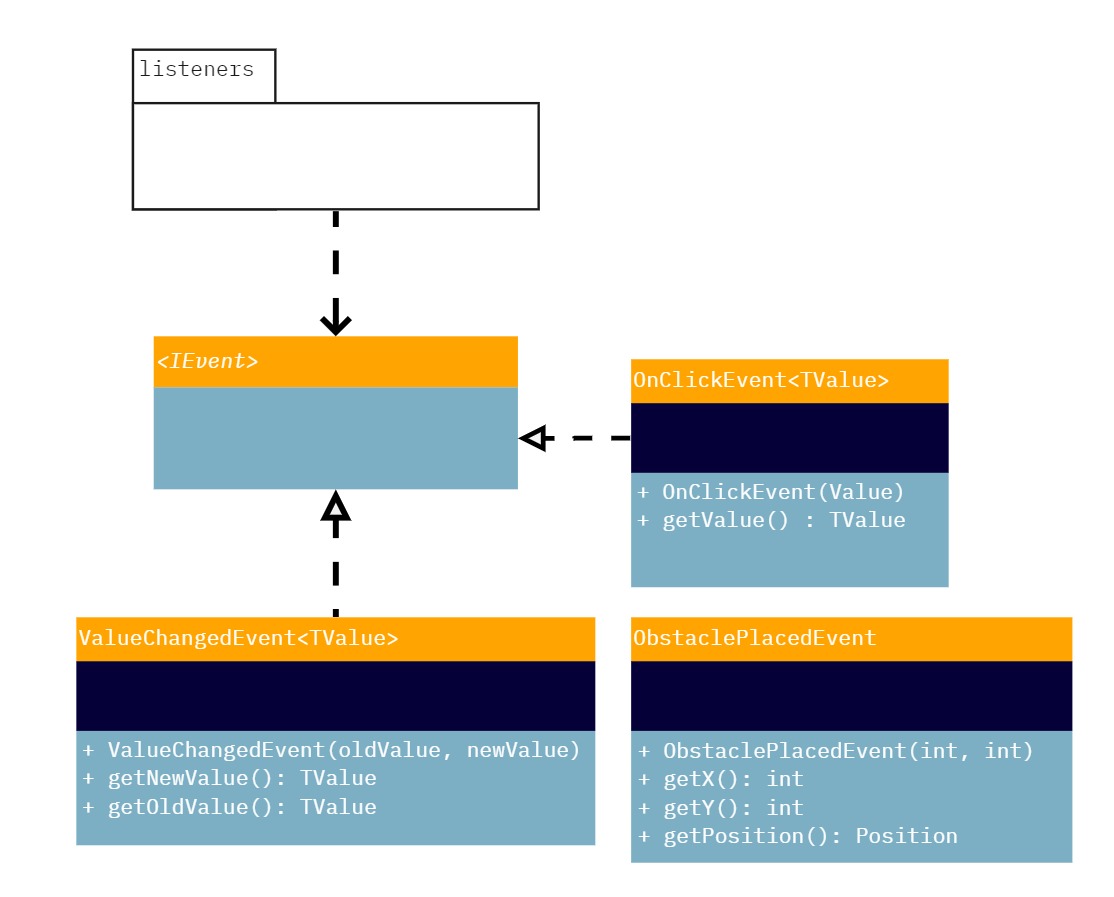 listeners
<IEvent>
OnClickEvent<TValue>
+ OnClickEvent(Value)
+ getValue() : TValue
ValueChangedEvent<TValue>
+ ValueChangedEvent(oldValue, newValue)
+ getNewValue(): TValue
+ getOldValue(): TValue
ObstaclePlacedEvent
+ ObstaclePlacedEvent(int, int)
+ getX(): int
+ getY(): int
+ getPosition(): Position